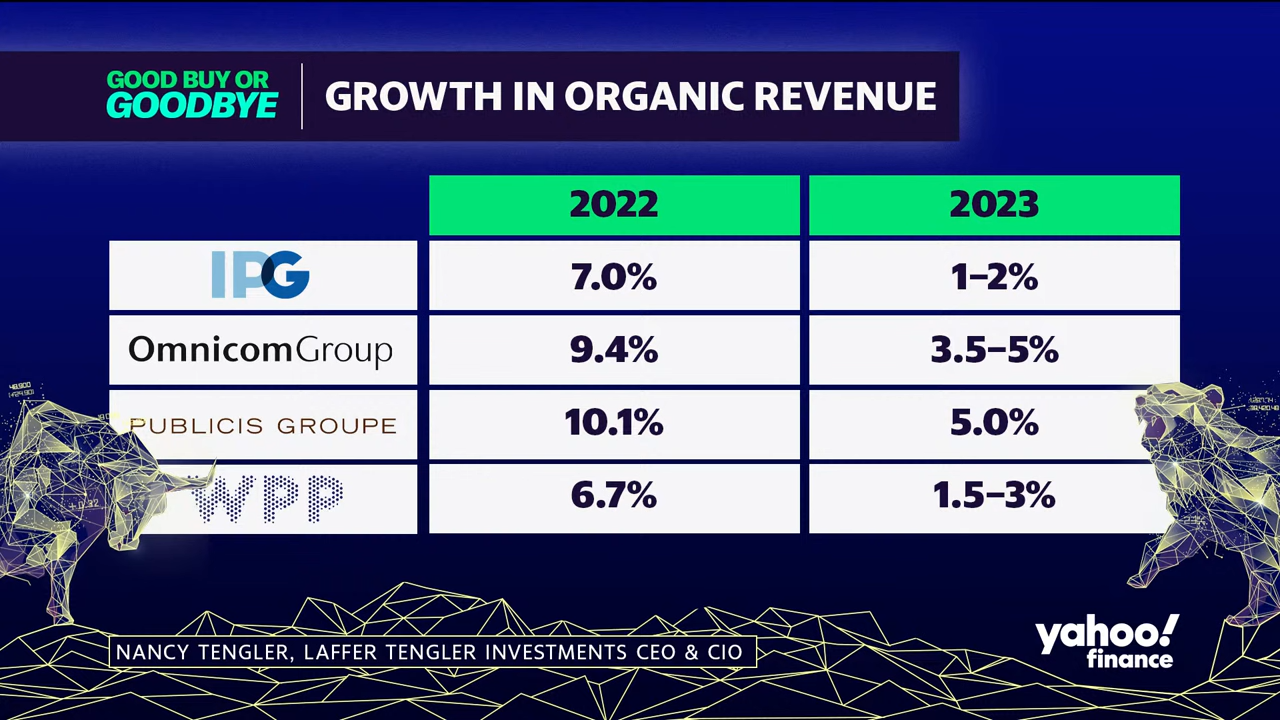 GOOD BUY OR
GOODBYE
GROWTH IN ORGANIC REVENUE
2022 2023
IPG 7.0% 1–2%
OmnicomGroup 9.4% 3.5–5%
PUBLICIS GROUPE 10.1% 5.0%
WPP 6.7% 1.5–3%
NANCY TENGLER, LAFFER TENGLER INVESTMENTS CEO & CIO
yahoo!
finance